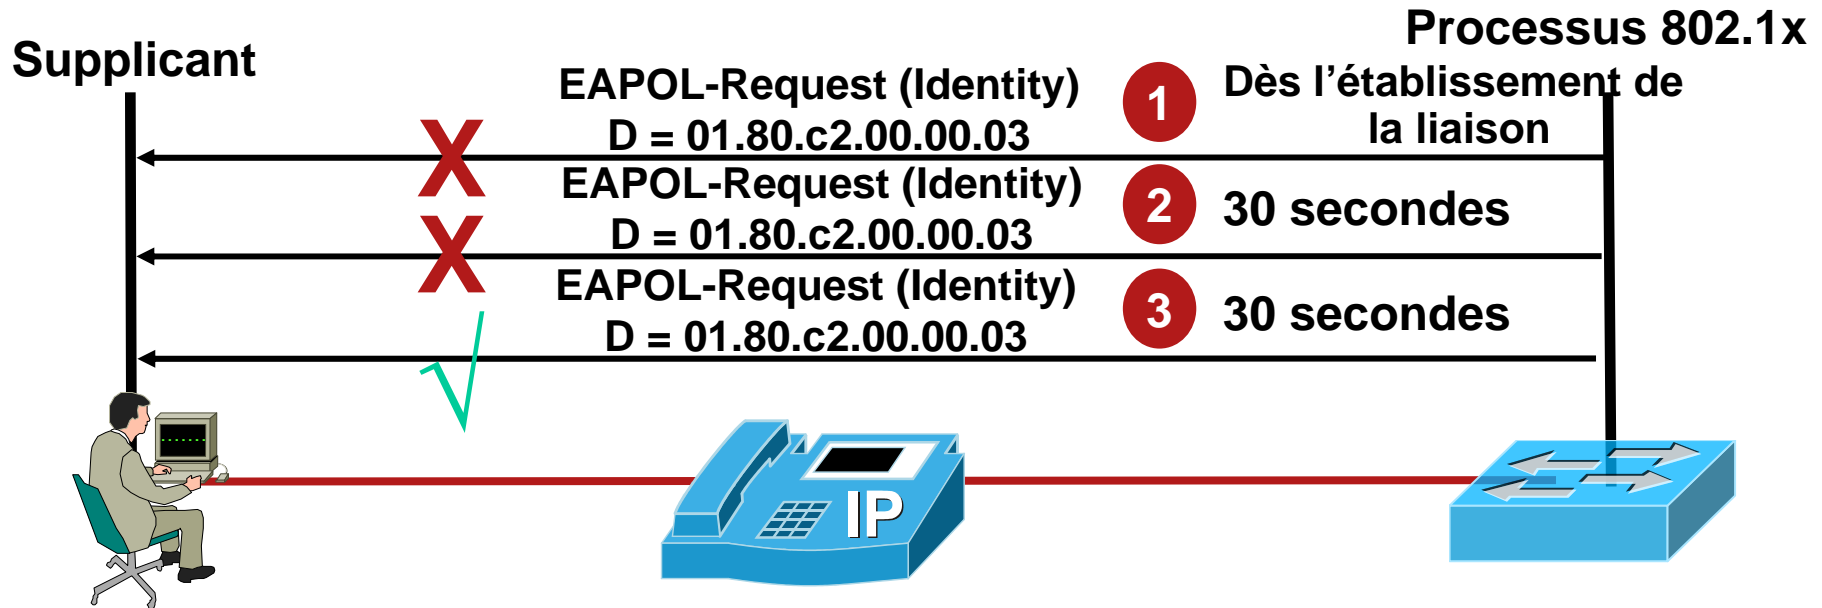 Processus 802.1x
Supplicant
EAPOL-Request (Identity)
D = 01.80.c2.00.00.03
1
Dès l’établissement de
la liaison
EAPOL-Request (Identity)
D = 01.80.c2.00.00.03
2
30 secondes
EAPOL-Request (Identity)
D = 01.80.c2.00.00.03
3
30 secondes
X
X
IP